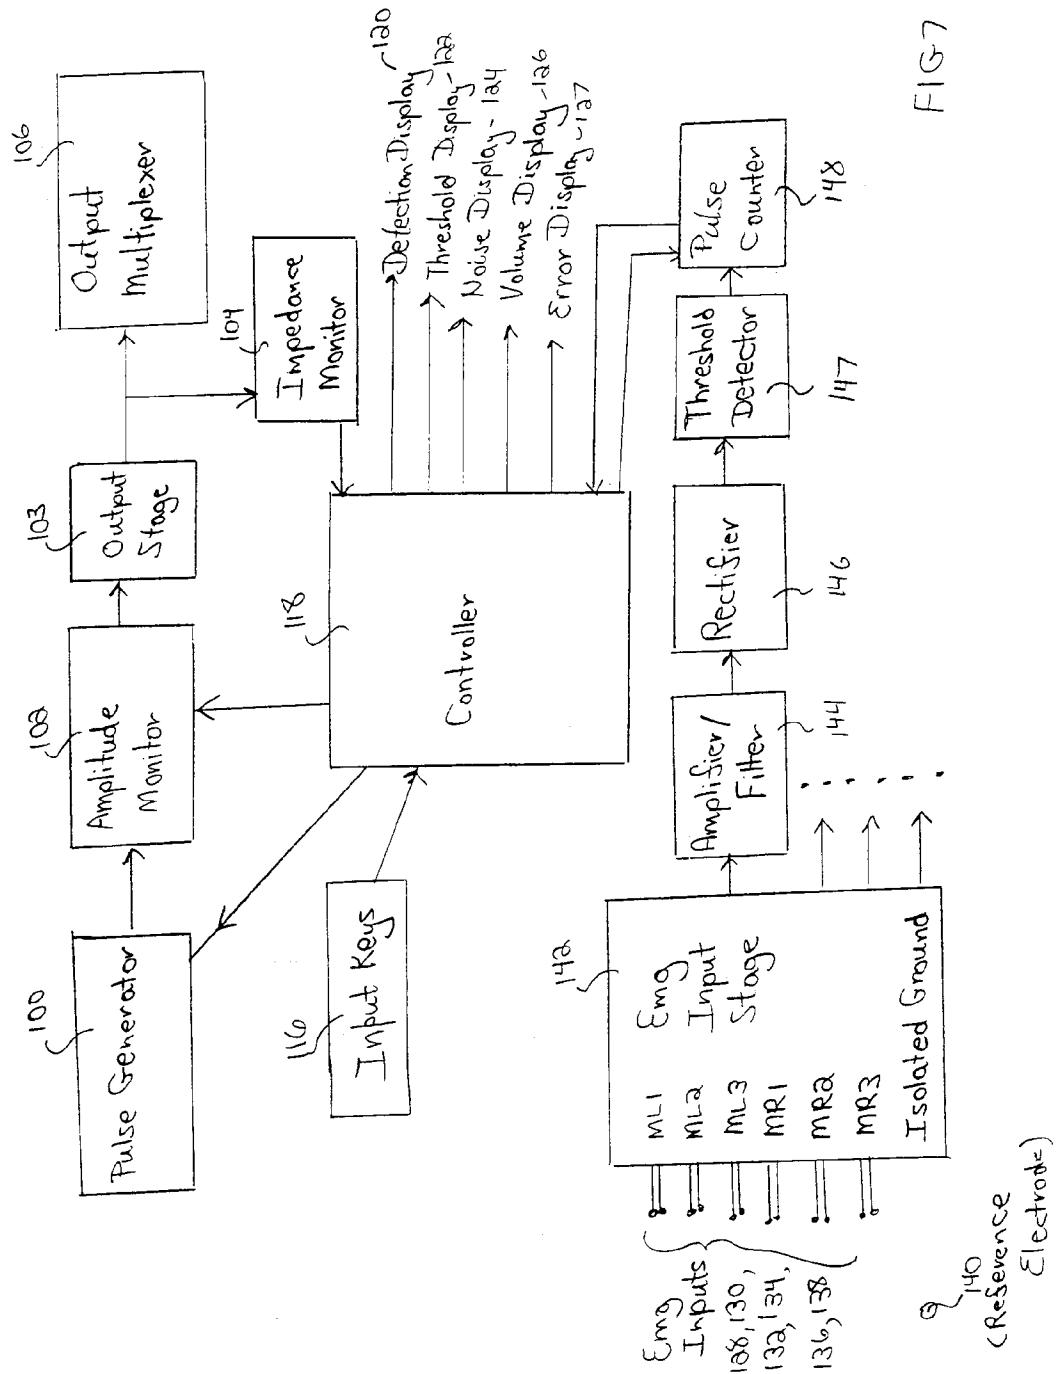 100
Pulse Generator
102
Amplitude
Monitor
103
Output
Stage
106
Output
Multiplexer
104
Impedance
Monitor
116
Input Keys
118
Controller
Detection Display -120
Threshold Display -122
Noise Display - 124
Volume Display -126
Error Display -127
Emg
Inputs
128, 130,
132, 134,
136, 138
142
Emg
Input
Stage
ML1
ML2
ML3
MR1
MR2
MR3
Isolated Ground
140
(Reference
Electrode)
Amplifier/
Filter
144
Rectifier
146
Threshold
Detector
147
Pulse
Counter
148
FIG 7